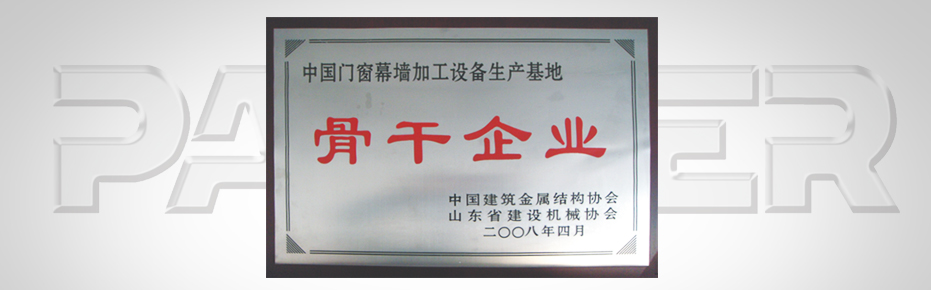 中国门窗幕墙加工设备生产基地
骨干企业
中国建筑金属结构协会
山东省建设机械协会
二〇〇八年四月